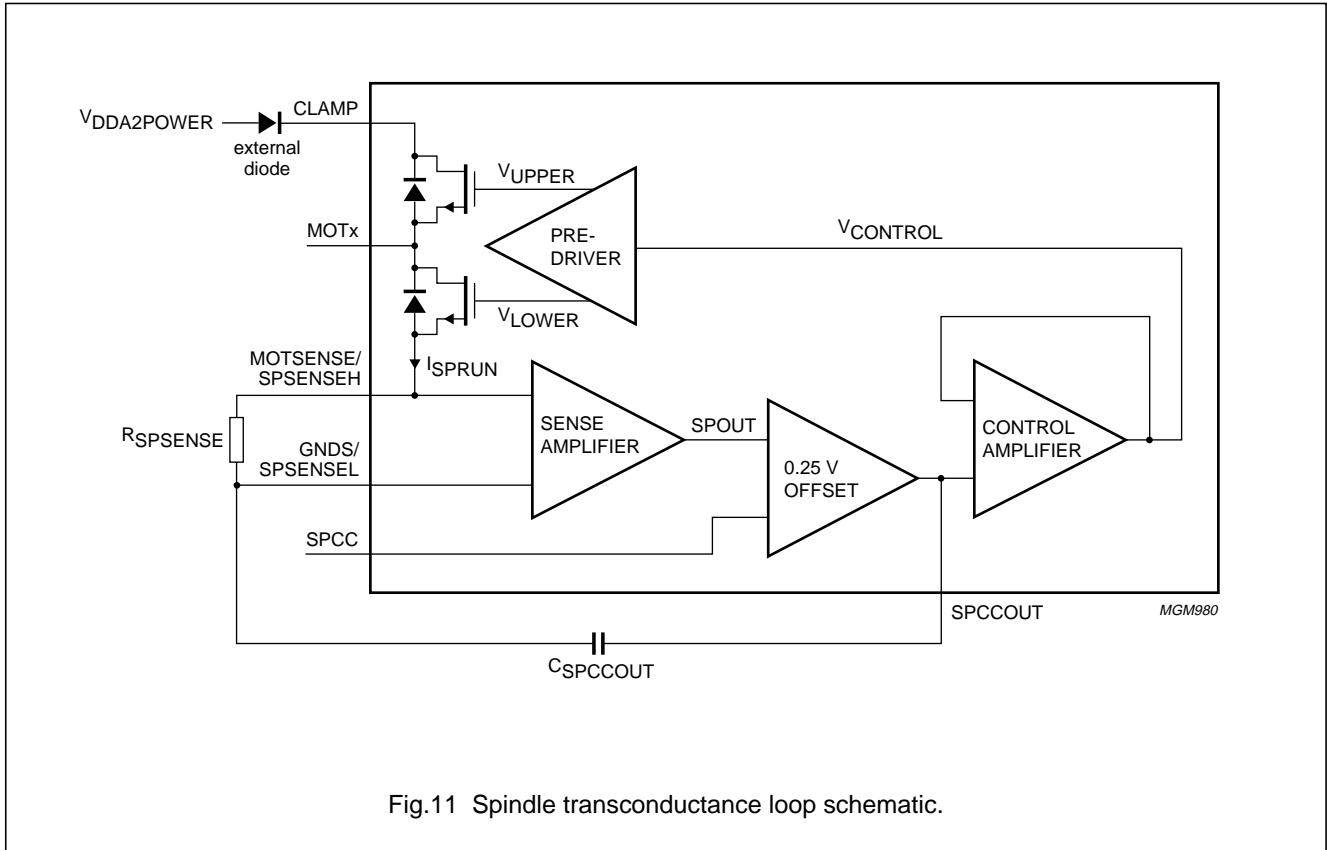 VDDA2POWER
CLAMP
external
diode
VUPPER
MOTx
PRE-
DRIVER
VCONTROL
VLOWER
MOTSENSE/
SPSENSEH
ISPRUN
RSPSENSE
GNDS/
SPSENSEL
SENSE
AMPLIFIER
SPOUT
0.25 V
OFFSET
CONTROL
AMPLIFIER
SPCC
SPCCOUT
MGM980
CSPCCOUT
Fig.11 Spindle transconductance loop schematic.